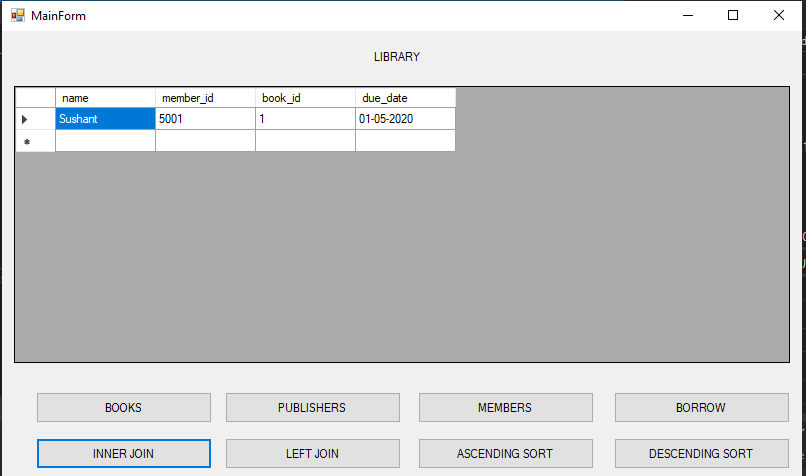 MainForm
LIBRARY
name member_id book_id due_date
Sushant 5001 1 01-05-2020
BOOKS PUBLISHERS MEMBERS BORROW
INNER JOIN LEFT JOIN ASCENDING SORT DESCENDING SORT